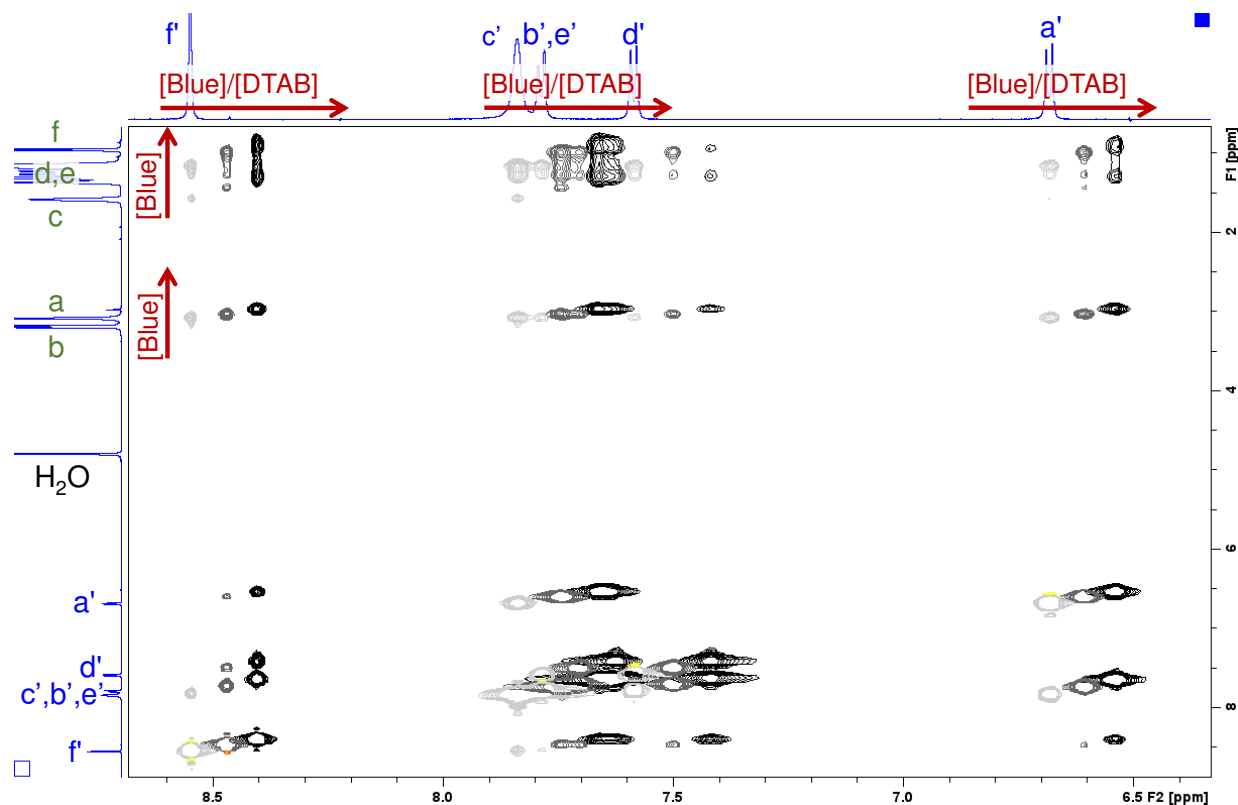 f'
c'
b',e'
d'
a'
[Blue]/[DTAB]
[Blue]/[DTAB]
[Blue]/[DTAB]
f
d,e
c
[Blue]
a
b
[Blue]
H₂O
a'
d'
c',b',e'
f'
F1 [ppm]
2
4
6
8
8.5
8.0
7.5
7.0
6.5 F2 [ppm]